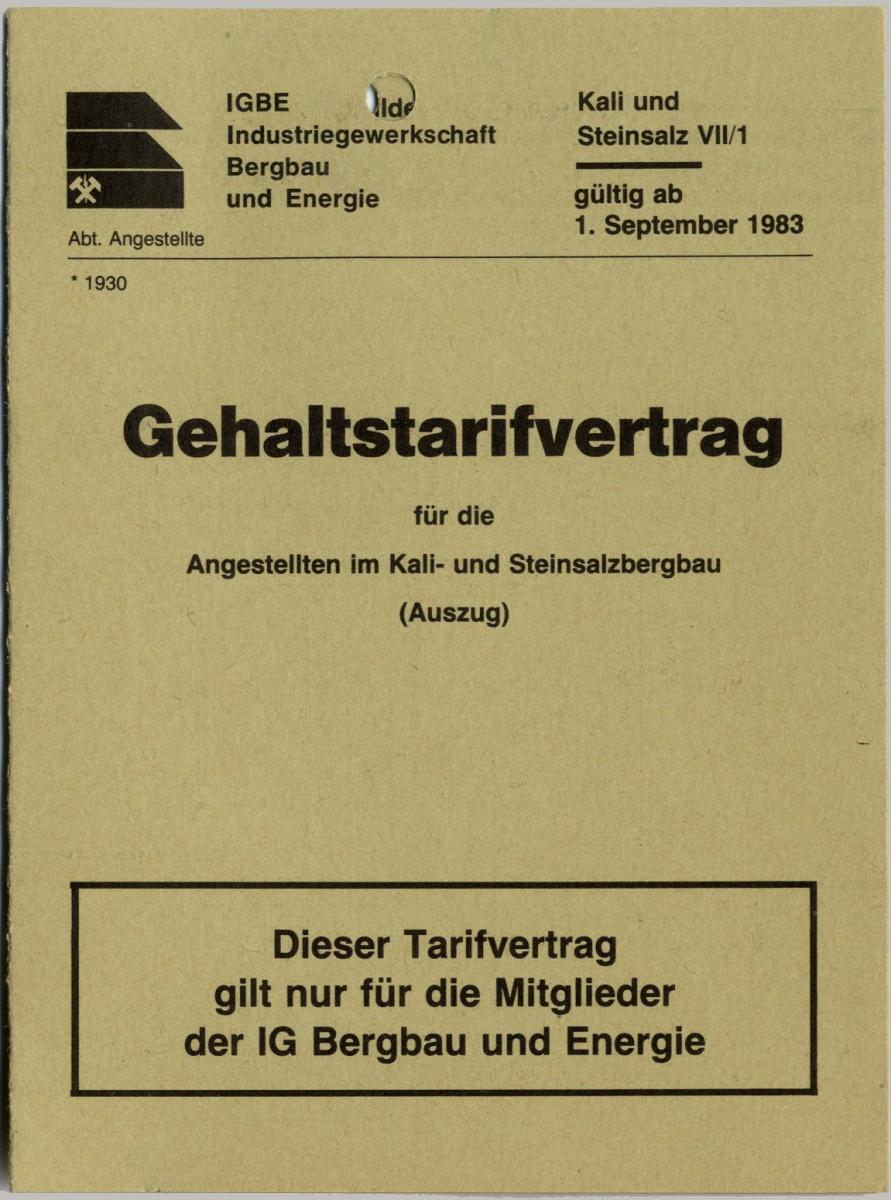 IGBE
Industriegewerkschaft
Bergbau
und Energie
Abt. Angestellte
* 1930
Kali und
Steinsalz VII/1
gültig ab
1. September 1983
Gehaltstarifvertrag
für die
Angestellten im Kali- und Steinsalzbergbau
(Auszug)
Dieser Tarifvertrag
gilt nur für die Mitglieder
der IG Bergbau und Energie